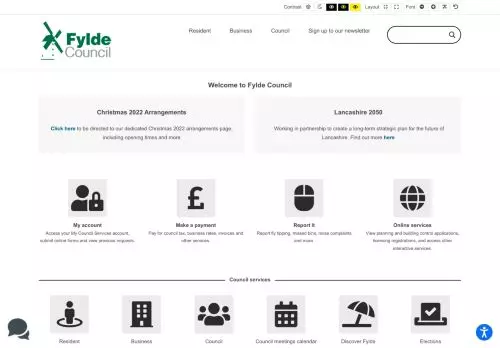 Contrast
Layout
Font
Fylde
Council
Resident
Business
Council
Sign up to our newsletter
Welcome to Fylde Council
Christmas 2022 Arrangements
Click here to be directed to our dedicated Christmas 2022 arrangements page,
including opening times and more.
Lancashire 2050
Working in partnership to create a long-term strategic plan for the future of
Lancashire. Find out more here
My account
Access your My Council Services account,
submit online forms and view previous requests.
Make a payment
Pay for council tax, business rates, invoices and
other services.
Report it
Report fly tipping, missed bins, noise complaints
and more
Online services
View planning and building control applications,
licensing registrations, and access other
interactive services
Council services
Resident
Business
Council
Council meetings calendar
Discover Fylde
Elections